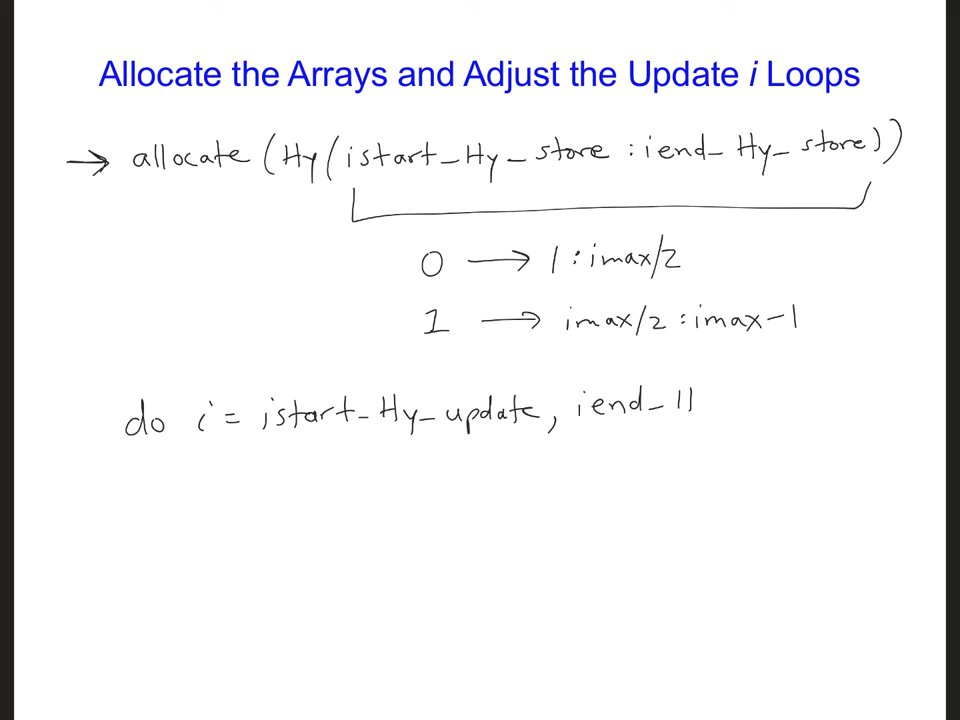 Allocate the Arrays and Adjust the Update i Loops
→ allocate (Hy(istart_Hy_store : iend_Hy_store))
0 → 1 : imax/2
1 → imax/2 : imax-1
do i = istart_Hy_update, iend_11